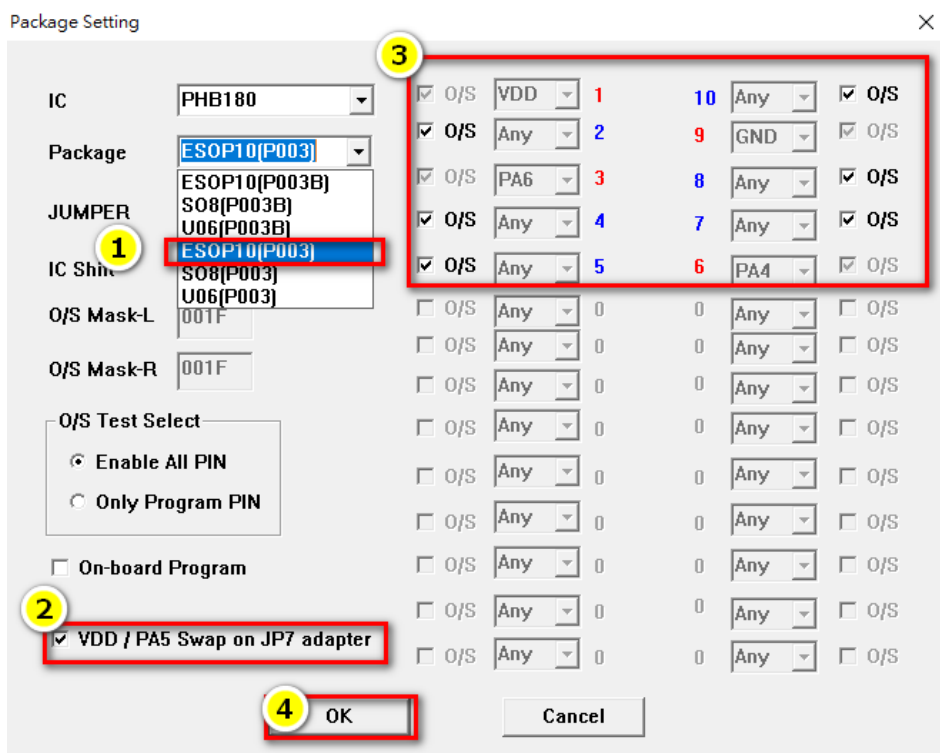 Package Setting
3
IC PHB180
O/S VDD 1 10 Any O/S
Package ESOP10(P003)
O/S Any 2 9 GND O/S
ESOP10(P003B)
SO8(P003B)
U06(P003B)
ESOP10(P003)
SO8(P003)
U06(P003)
O/S PA6 3 8 Any O/S
JUMPER
O/S Any 4 7 Any O/S
1
IC Shift
O/S Any 5 6 PA4 O/S
O/S Mask-L 001F
O/S Any 0 0 Any O/S
O/S Any 0 0 Any O/S
O/S Mask-R 001F
O/S Any 0 0 Any O/S
O/S Test Select
O/S Any 0 0 Any O/S
Enable All PIN
O/S Any 0 0 Any O/S
Only Program PIN
O/S Any 0 0 Any O/S
On-board Program
O/S Any 0 0 Any O/S
2
O/S Any 0 0 Any O/S
VDD / PA5 Swap on JP7 adapter
O/S Any 0 0 Any O/S
4
OK
Cancel